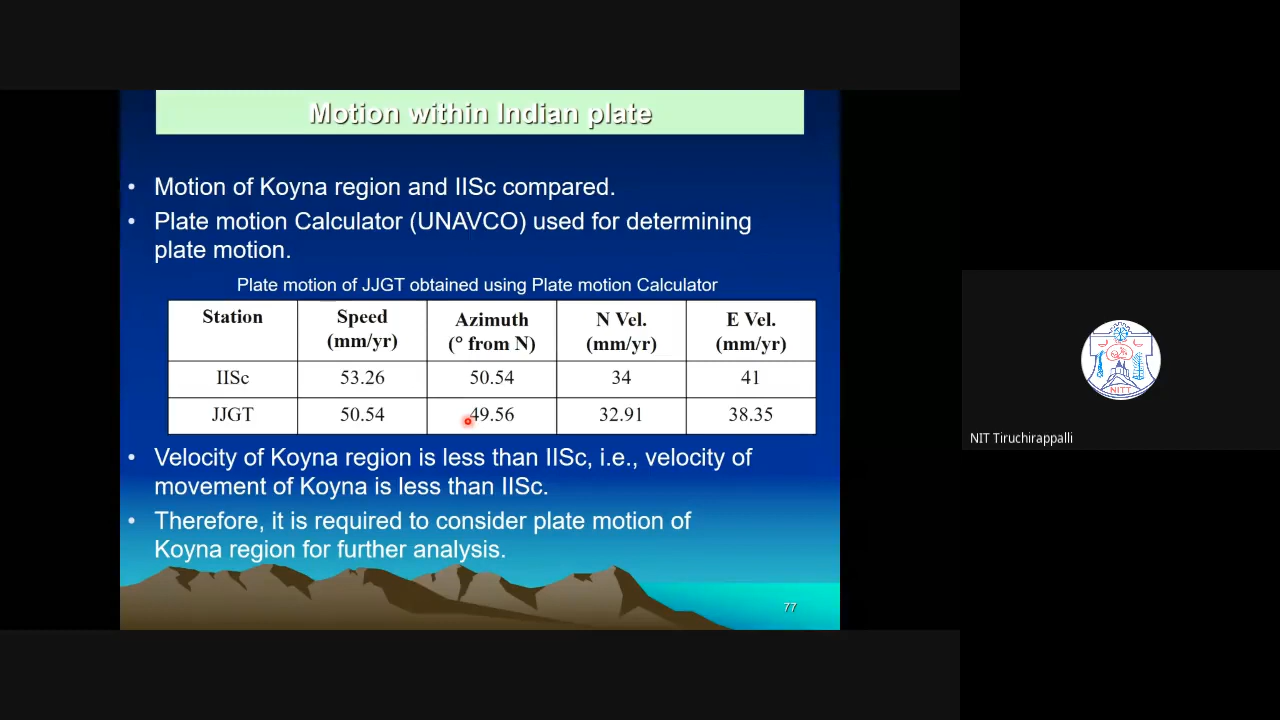 Motion within Indian plate
• Motion of Koyna region and IISc compared.
• Plate motion Calculator (UNAVCO) used for determining
plate motion.
Plate motion of JJGT obtained using Plate motion Calculator
Station Speed (mm/yr) Azimuth (° from N) N Vel. (mm/yr) E Vel. (mm/yr)
IISc 53.26 50.54 34 41
JJGT 50.54 49.56 32.91 38.35
• Velocity of Koyna region is less than IISc, i.e., velocity of
movement of Koyna is less than IISc.
• Therefore, it is required to consider plate motion of
Koyna region for further analysis.
77
NITT
NIT Tiruchirappalli